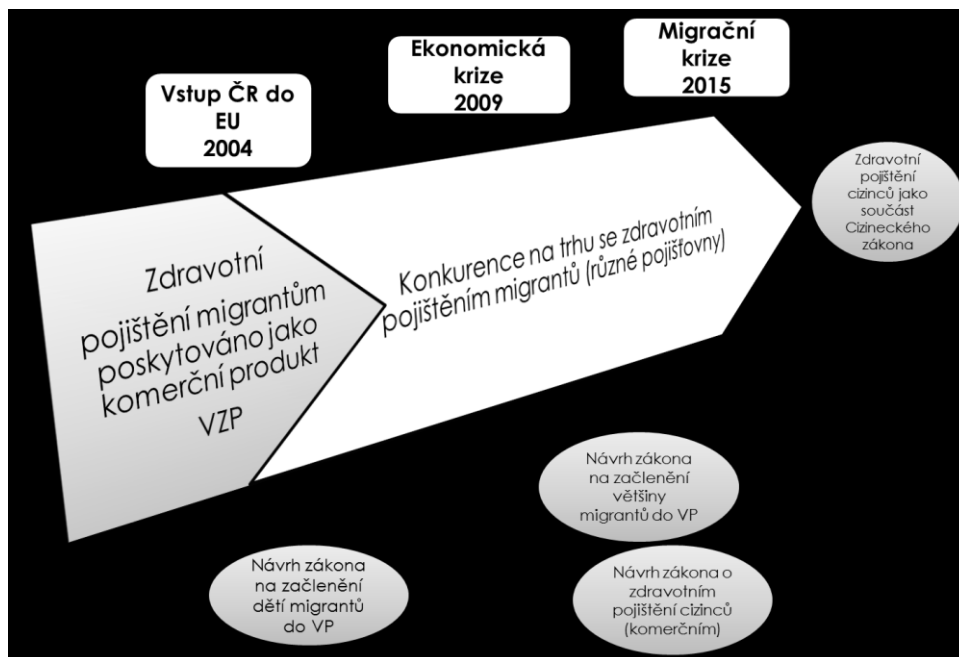 Vstup ČR do
EU
2004
Ekonomická
krize
2009
Migrační
krize
2015
Zdravotní
pojištění migrantům
poskytováno jako
komerční produkt
VZP
Konkurence na trhu se zdravotním
pojištěním migrantů (různé pojišťovny)
Zdravotní
pojištění
cizinců jako
součást
Cizineckého
zákona
Návrh zákona
na začlenění
dětí migrantů
do VP
Návrh zákona
na začlenění
většiny
migrantů do VP
Návrh zákona o
zdravotním
pojištění cizinců
(komerčním)